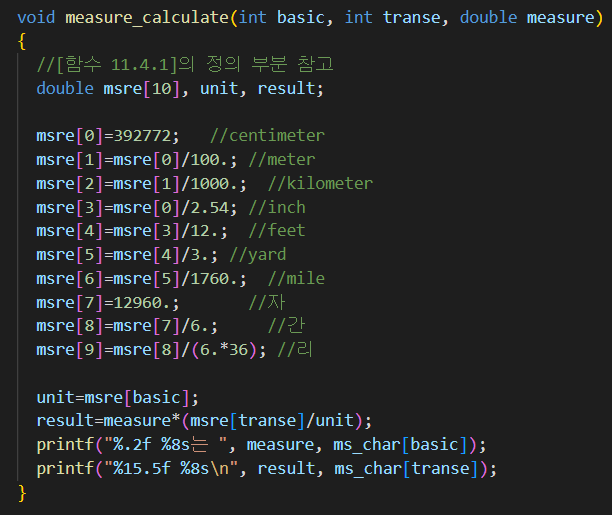 void measure_calculate(int basic, int transe, double measure)
{
//[함수 11.4.1]의 정의 부분 참고
double msre[10], unit, result;
msre[0]=392772; //centimeter
msre[1]=msre[0]/100.; //meter
msre[2]=msre[1]/1000.; //kilometer
msre[3]=msre[0]/2.54; //inch
msre[4]=msre[3]/12.; //feet
msre[5]=msre[4]/3.; //yard
msre[6]=msre[5]/1760.; //mile
msre[7]=12960.; //자
msre[8]=msre[7]/6.; //간
msre[9]=msre[8]/(6.*36); //리
unit=msre[basic];
result=measure*(msre[transe]/unit);
printf("%.2f %8s는 ", measure, ms_char[basic]);
printf("%15.5f %8s\n", result, ms_char[transe]);
}